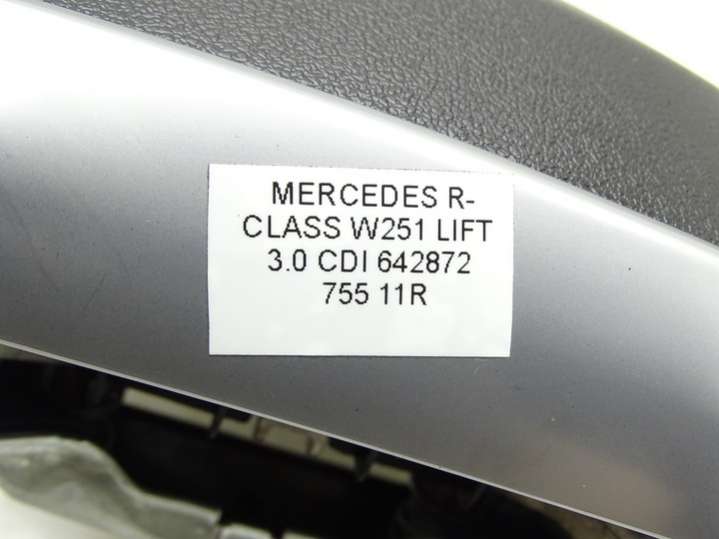 MERCEDES R-
CLASS W251 LIFT
3.0 CDI 642872
755 11R